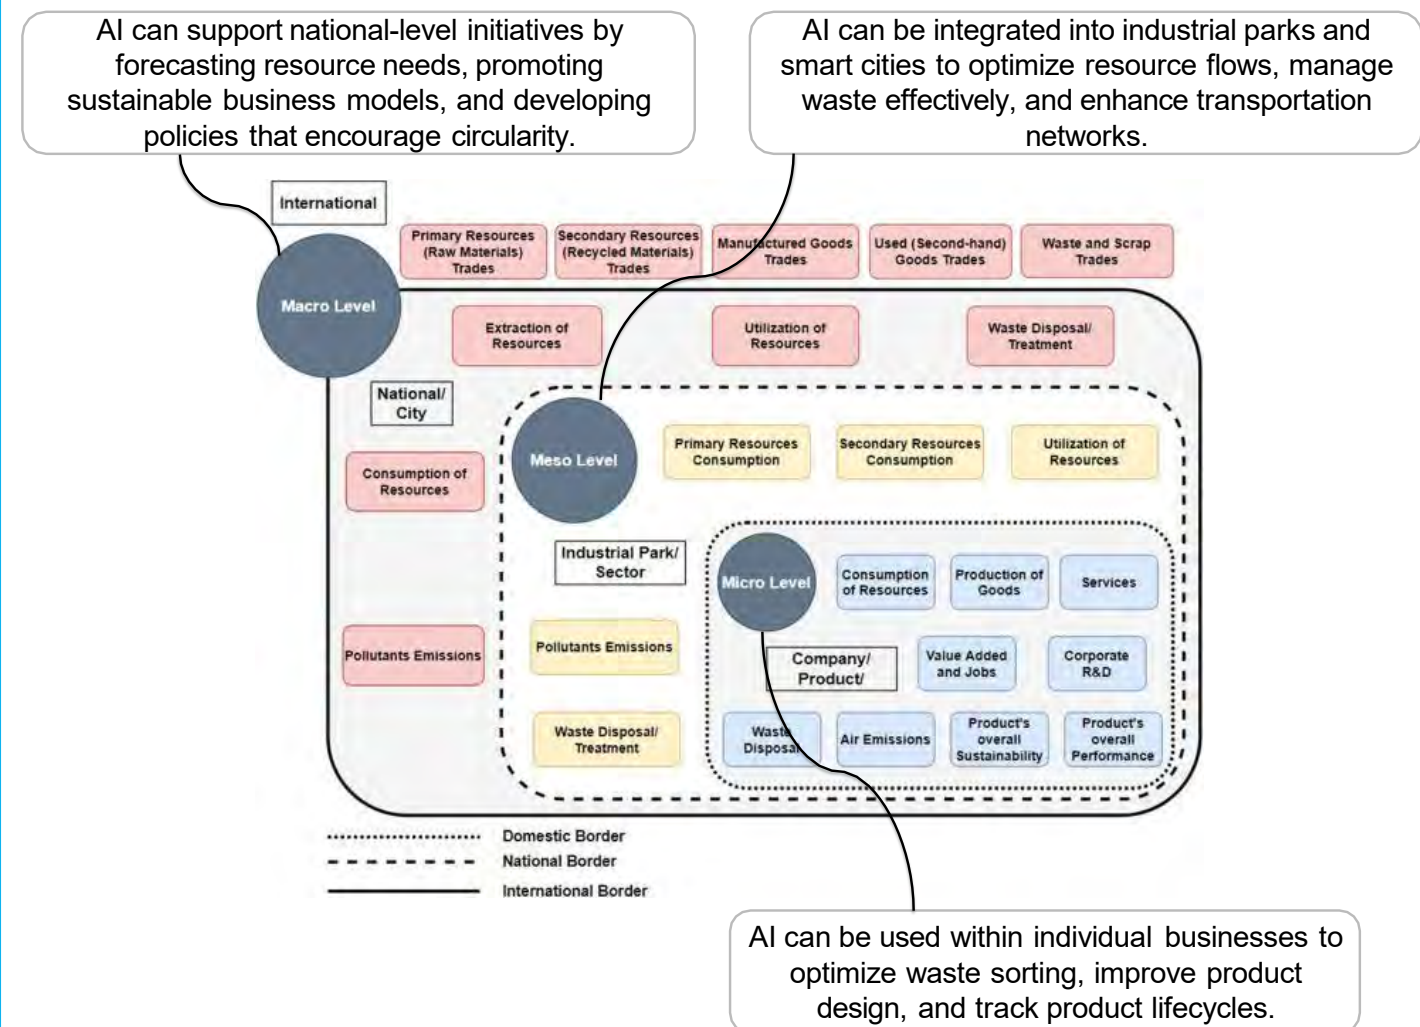 AI can support national-level initiatives by
forecasting resource needs, promoting
sustainable business models, and developing
policies that encourage circularity.
AI can be integrated into industrial parks and
smart cities to optimize resource flows, manage
waste effectively, and enhance transportation
networks.
International
Primary Resources
(Raw Materials)
Trades
Secondary Resources
(Recycled Materials)
Trades
Manufactured Goods
Trades
Used (Second-hand)
Goods Trades
Waste and Scrap
Trades
Macro Level
Extraction of
Resources
Utilization of
Resources
Waste Disposal/
Treatment
National/
City
Meso Level
Primary Resources
Consumption
Secondary Resources
Consumption
Utilization of
Resources
Consumption of
Resources
Industrial Park/
Sector
Micro Level
Consumption
of Resources
Production of
Goods
Services
Pollutants Emissions
Pollutants Emissions
Company/
Product/
Value Added
and Jobs
Corporate
R&D
Waste Disposal/
Treatment
Waste
Disposal
Air Emissions
Product's
overall
Sustainability
Product's
overall
Performance
Domestic Border
National Border
International Border
AI can be used within individual businesses to
optimize waste sorting, improve product
design, and track product lifecycles.